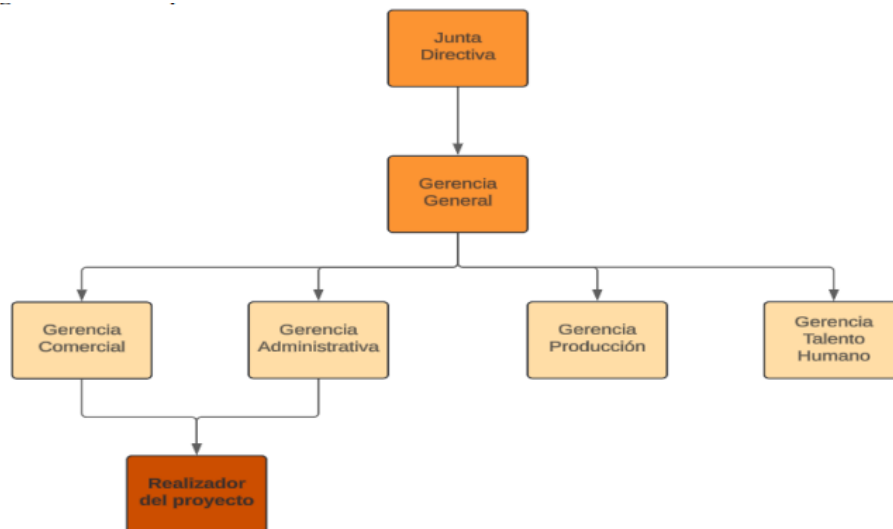 Junta
Directiva
Gerencia
General
Gerencia
Comercial
Gerencia
Administrativa
Gerencia
Producción
Gerencia
Talento
Humano
Realizador
del proyecto